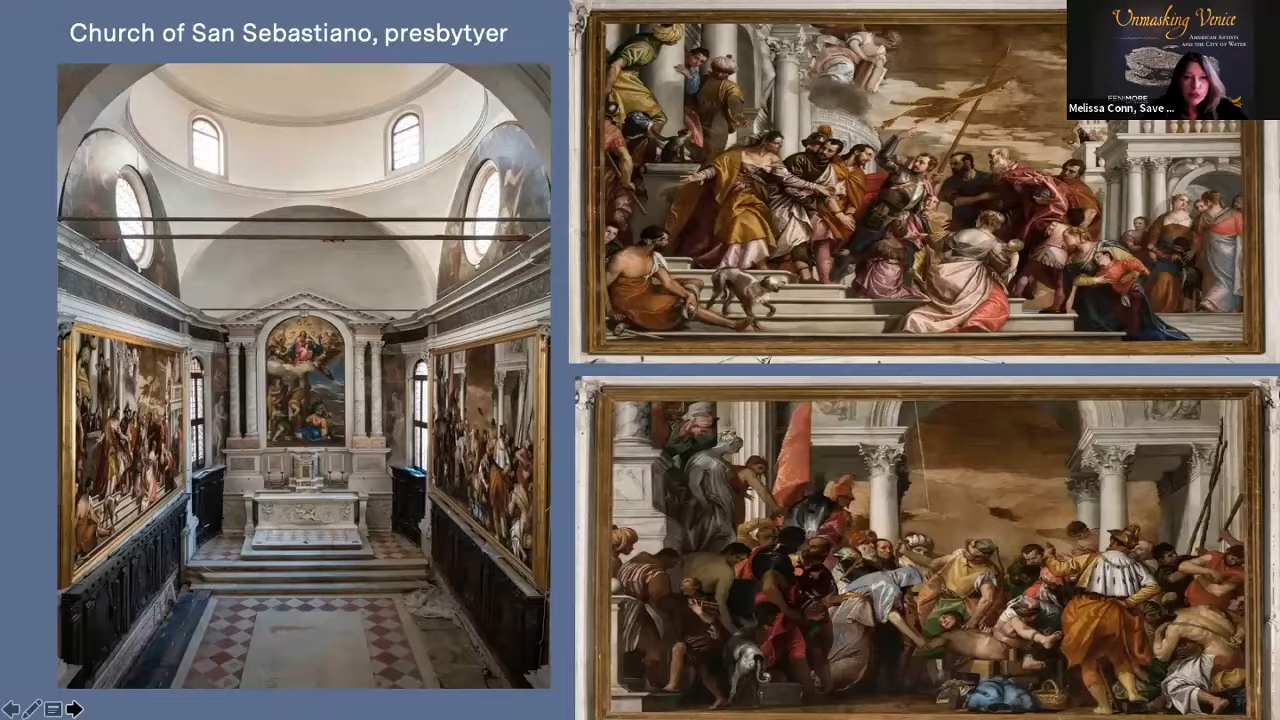 Church of San Sebastiano, presbytyer
Unmasking Venice
AMERICAN ARTISTS
AND THE CITY OF WATER
FENIMORE
Melissa Conn, Save ...